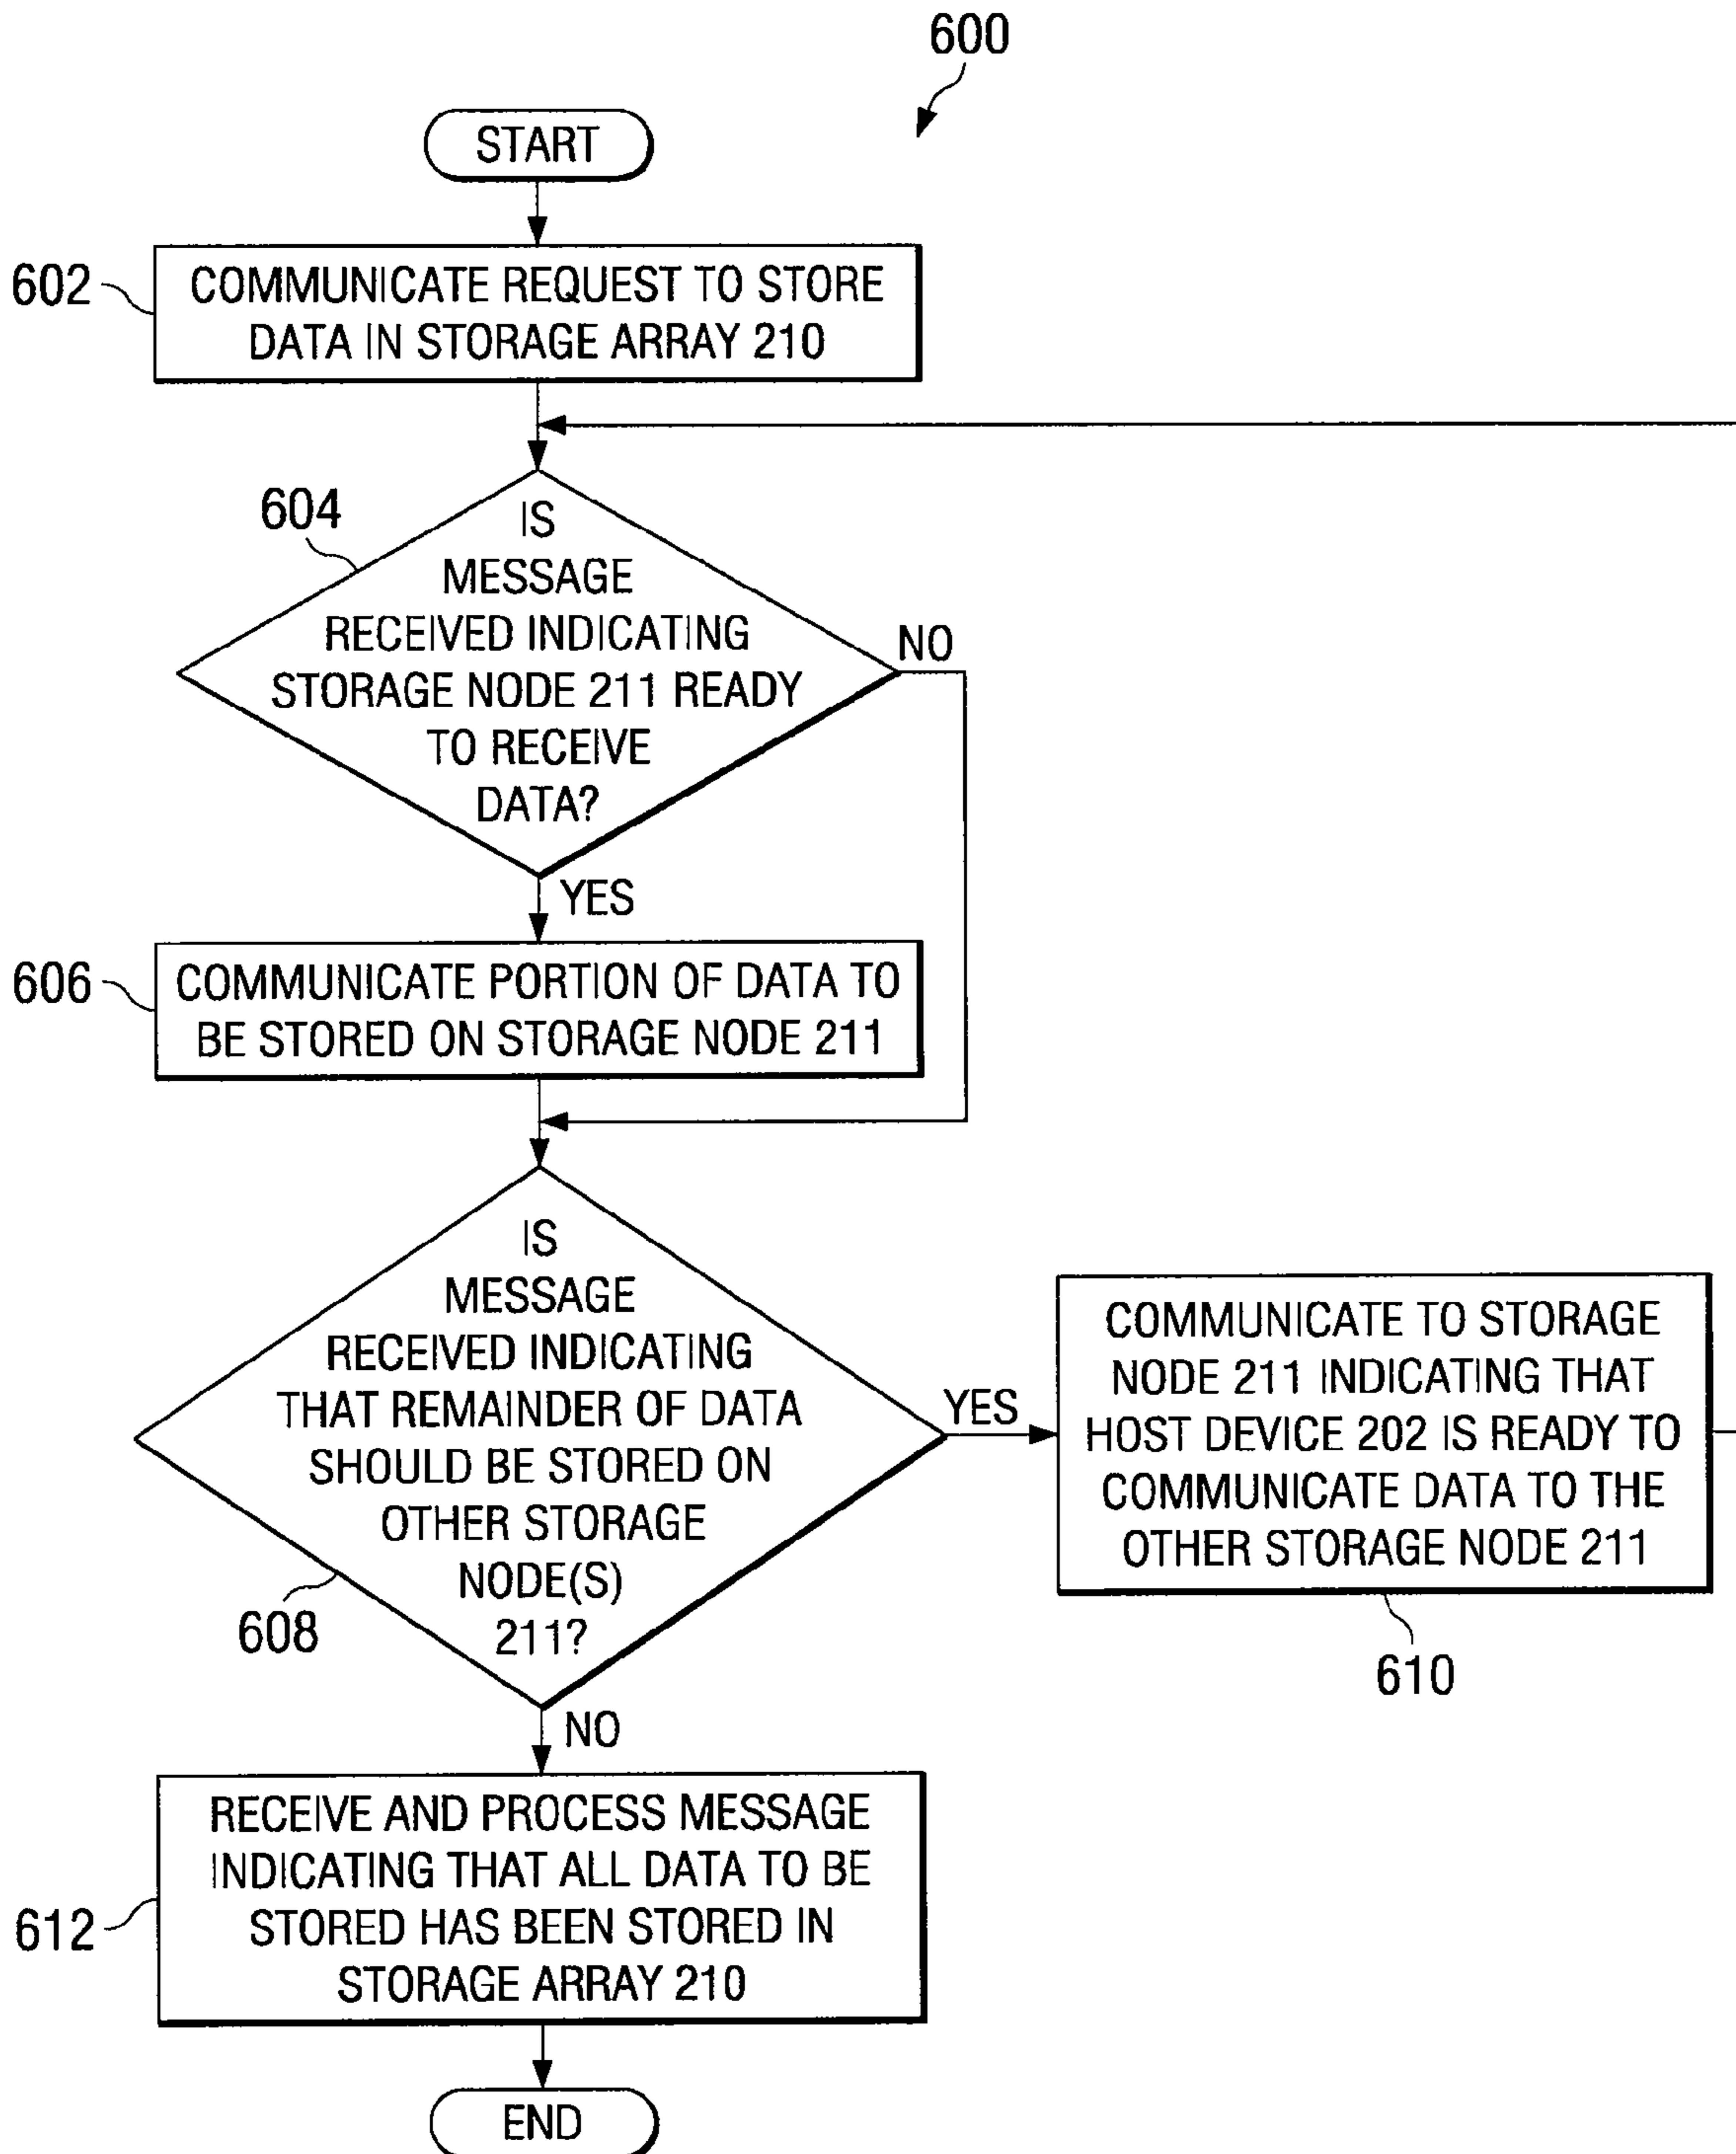 600
START
602
COMMUNICATE REQUEST TO STORE
DATA IN STORAGE ARRAY 210
604
IS
MESSAGE
RECEIVED INDICATING
STORAGE NODE 211 READY
TO RECEIVE
DATA?
NO
YES
606
COMMUNICATE PORTION OF DATA TO
BE STORED ON STORAGE NODE 211
IS
MESSAGE
RECEIVED INDICATING
THAT REMAINDER OF DATA
SHOULD BE STORED ON
OTHER STORAGE
NODE(S)
211?
608
YES
COMMUNICATE TO STORAGE
NODE 211 INDICATING THAT
HOST DEVICE 202 IS READY TO
COMMUNICATE DATA TO THE
OTHER STORAGE NODE 211
610
NO
612
RECEIVE AND PROCESS MESSAGE
INDICATING THAT ALL DATA TO BE
STORED HAS BEEN STORED IN
STORAGE ARRAY 210
END